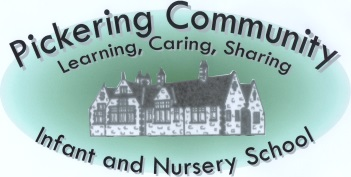 Pickering Community
Learning, Caring, Sharing
Infant and Nursery School